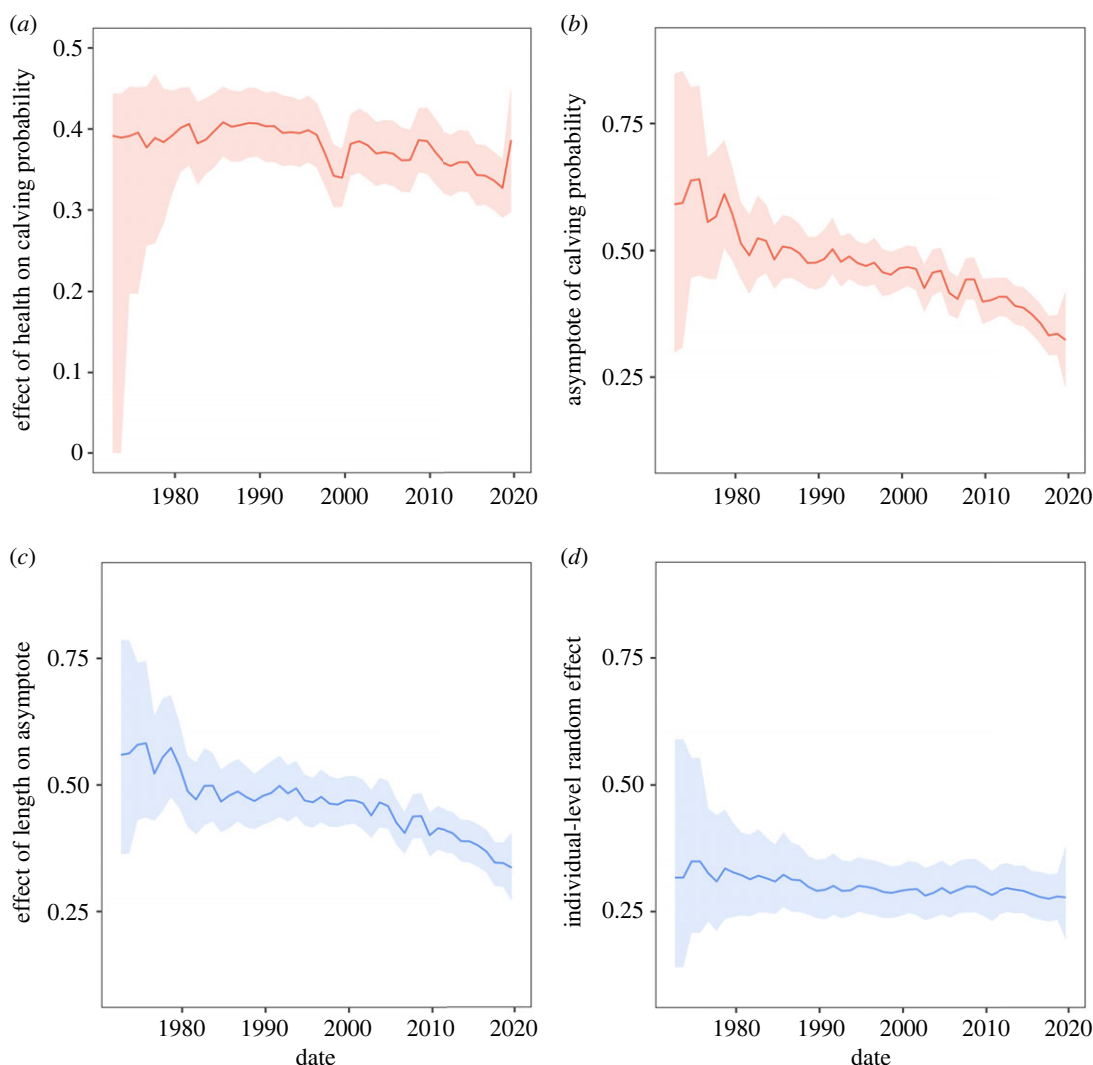 (a)
effect of health on calving probability
0.5
0.4
0.3
0.2
0.1
0
1980 1990 2000 2010 2020
(b)
asymptote of calving probability
0.75
0.50
0.25
1980 1990 2000 2010 2020
(c)
effect of length on asymptote
0.75
0.50
0.25
1980 1990 2000 2010 2020
date
(d)
individual-level random effect
0.75
0.50
0.25
1980 1990 2000 2010 2020
date